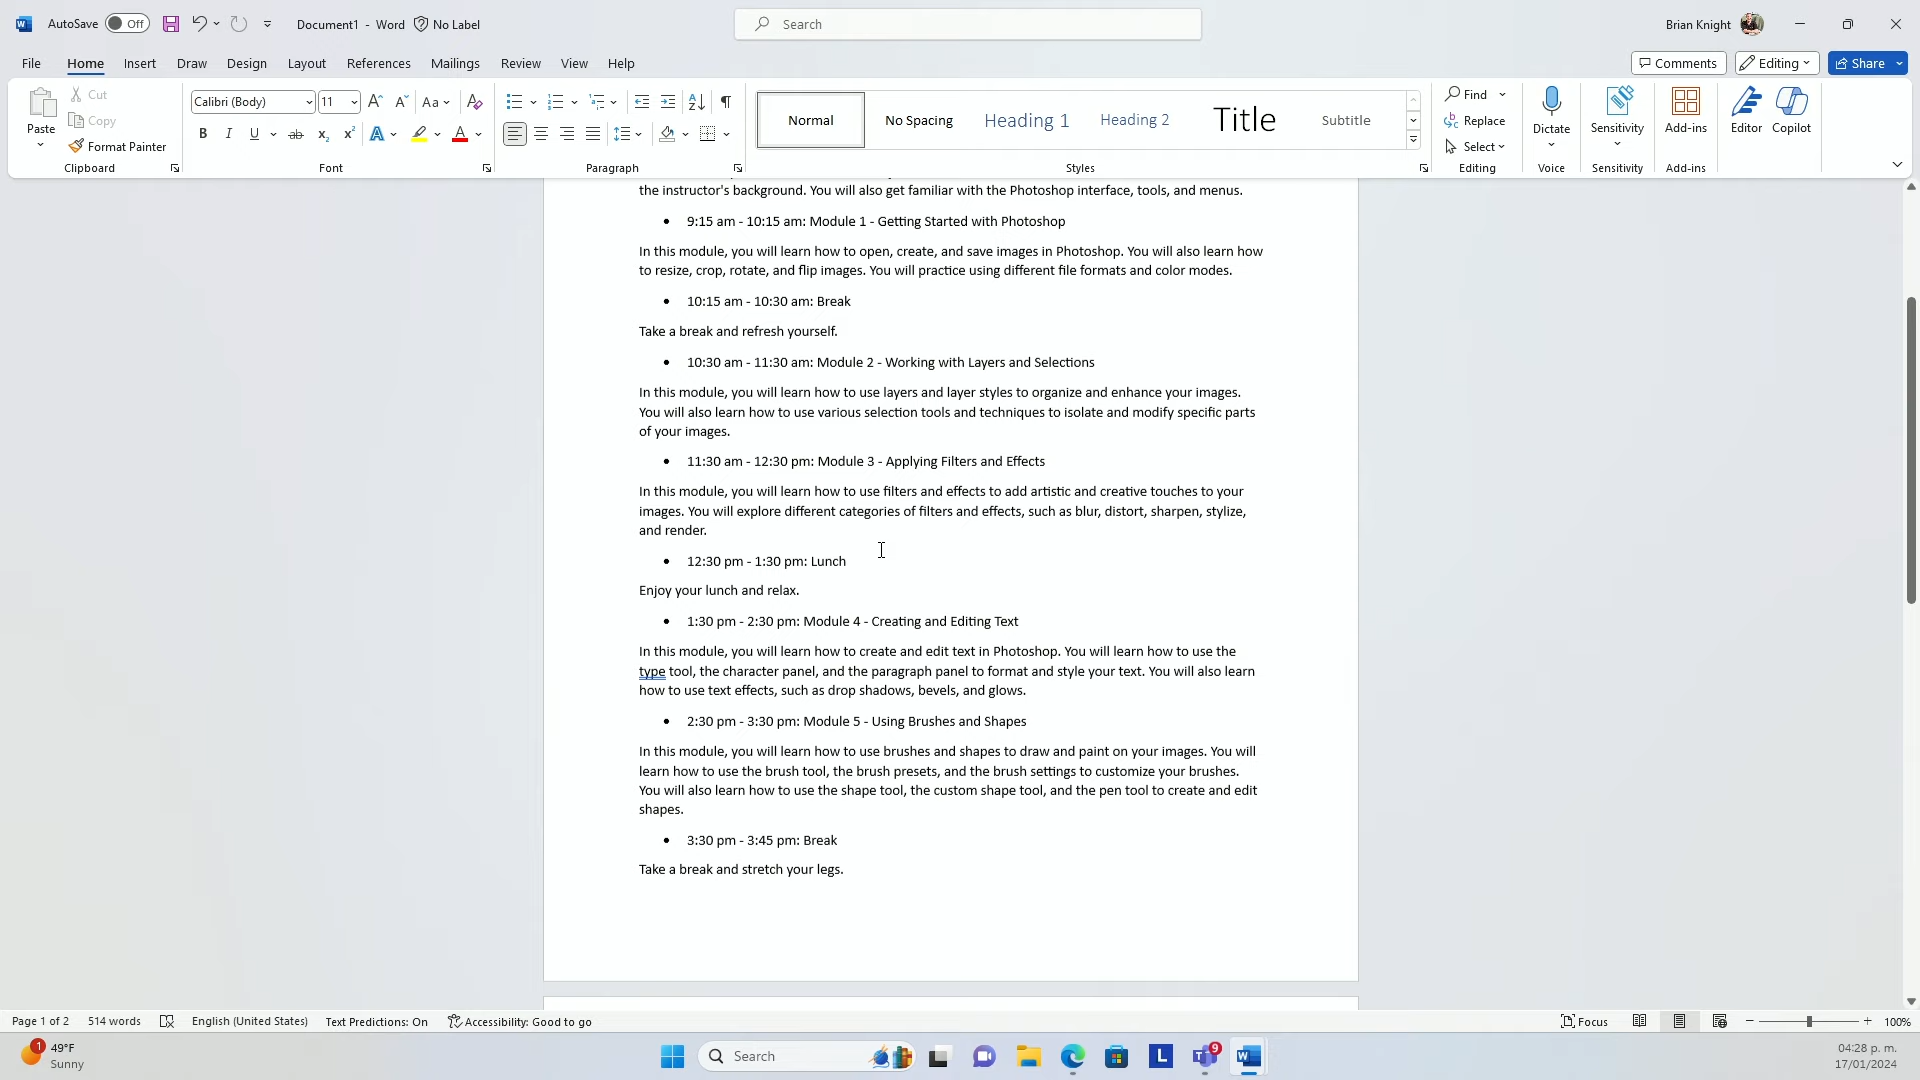 AutoSave Off Document1 - Word No Label Search Brian Knight
File Home Insert Draw Design Layout References Mailings Review View Help Comments Editing Share
Paste Cut Copy Format Painter Clipboard
Calibri (Body) 11 Font
Paragraph
Normal No Spacing Heading 1 Heading 2 Title Subtitle Styles
Find Replace Select Editing
Dictate Voice
Sensitivity Sensitivity
Add-ins Add-ins
Editor Copilot
the instructor's background. You will also get familiar with the Photoshop interface, tools, and menus.
• 9:15 am - 10:15 am: Module 1 - Getting Started with Photoshop
In this module, you will learn how to open, create, and save images in Photoshop. You will also learn how
to resize, crop, rotate, and flip images. You will practice using different file formats and color modes.
• 10:15 am - 10:30 am: Break
Take a break and refresh yourself.
• 10:30 am - 11:30 am: Module 2 - Working with Layers and Selections
In this module, you will learn how to use layers and layer styles to organize and enhance your images.
You will also learn how to use various selection tools and techniques to isolate and modify specific parts
of your images.
• 11:30 am - 12:30 pm: Module 3 - Applying Filters and Effects
In this module, you will learn how to use filters and effects to add artistic and creative touches to your
images. You will explore different categories of filters and effects, such as blur, distort, sharpen, stylize,
and render.
• 12:30 pm - 1:30 pm: Lunch
Enjoy your lunch and relax.
• 1:30 pm - 2:30 pm: Module 4 - Creating and Editing Text
In this module, you will learn how to create and edit text in Photoshop. You will learn how to use the
type tool, the character panel, and the paragraph panel to format and style your text. You will also learn
how to use text effects, such as drop shadows, bevels, and glows.
• 2:30 pm - 3:30 pm: Module 5 - Using Brushes and Shapes
In this module, you will learn how to use brushes and shapes to draw and paint on your images. You will
learn how to use the brush tool, the brush presets, and the brush settings to customize your brushes.
You will also learn how to use the shape tool, the custom shape tool, and the pen tool to create and edit
shapes.
• 3:30 pm - 3:45 pm: Break
Take a break and stretch your legs.
Page 1 of 2 514 words English (United States) Text Predictions: On Accessibility: Good to go Focus 100%
1 49°F Search 9 04:28 p. m.
Sunny 17/01/2024